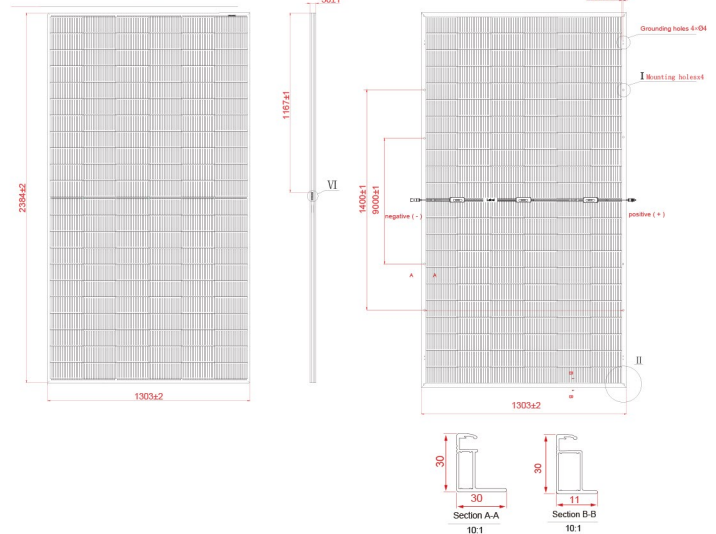 2384±2
1303±2
1167±1
VI
Grounding holes 4×Ø4
I Mounting holes×4
1400±1
9000±1
negative ( - )
positive ( + )
A A
B
B
II
1303±2
30
30
Section A-A
10:1
30
11
Section B-B
10:1